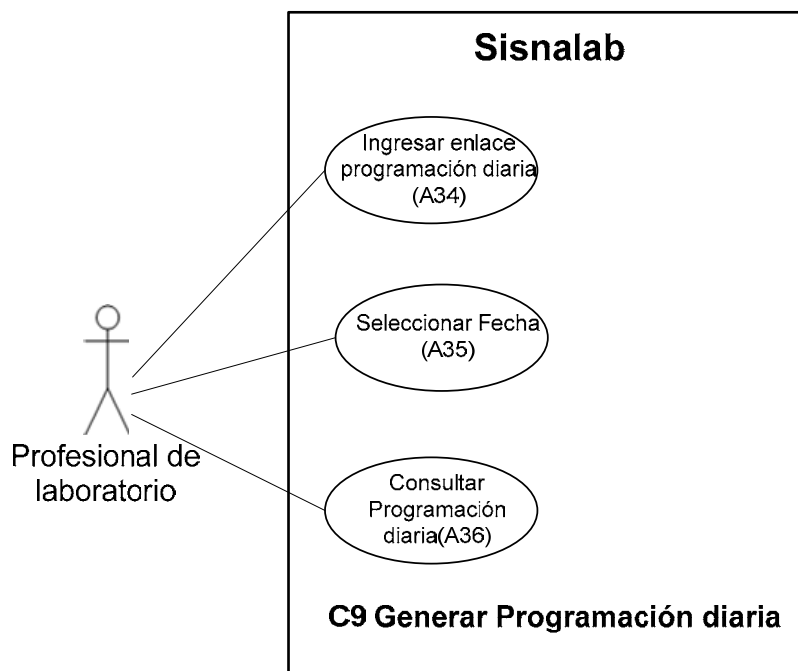 Sisnalab
Ingresar enlace
programación diaria
(A34)
Seleccionar Fecha
(A35)
Profesional de
laboratorio
Consultar
Programación
diaria(A36)
C9 Generar Programación diaria